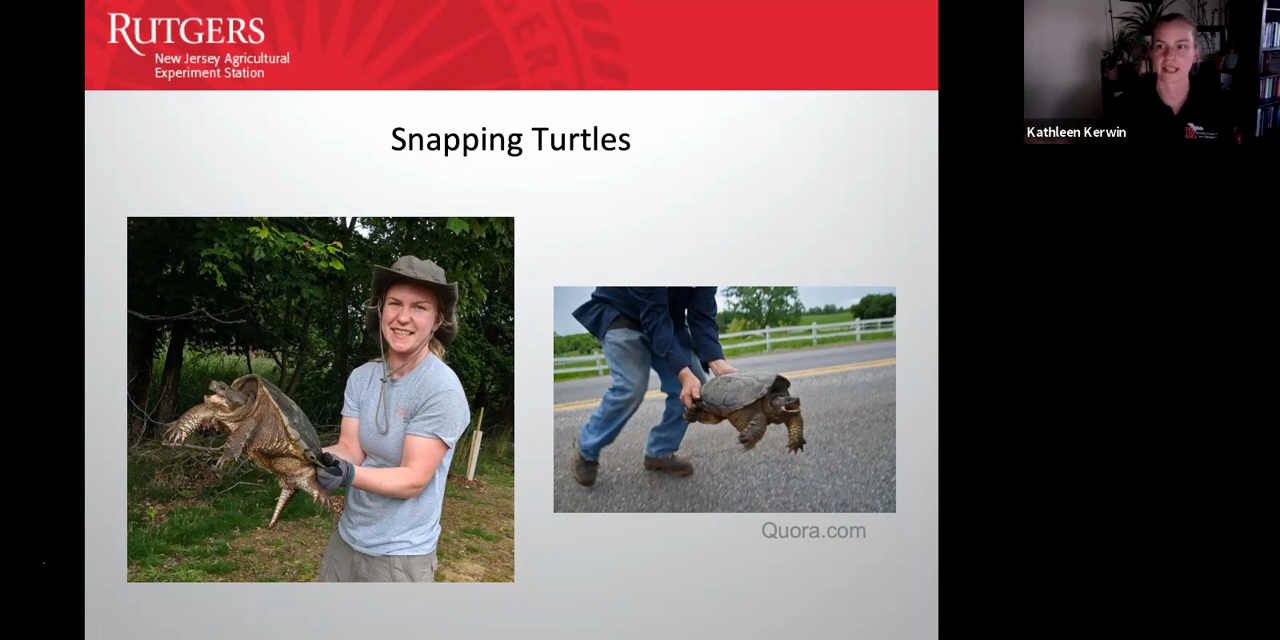 RUTGERS
New Jersey Agricultural
Experiment Station
Kathleen Kerwin
Snapping Turtles
Quora.com